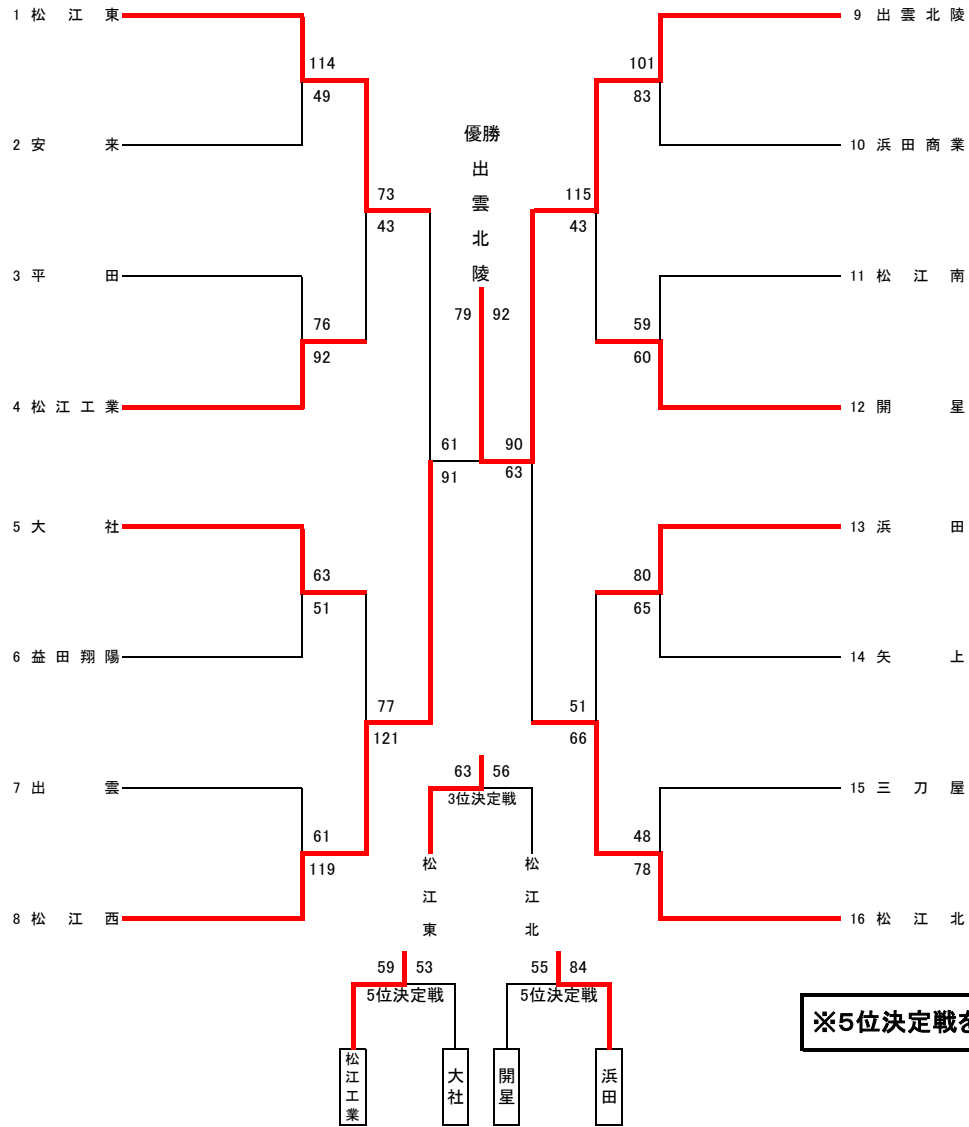 1 松江東
114
49
2 安来
73
43
3 平田
76
92
4 松江工業
61
91
5 大社
63
51
6 益田翔陽
77
121
7 出雲
61
119
8 松江西
優勝
出雲北陵
79 92
9 出雲北陵
101
83
10 浜田商業
115
43
11 松江南
59
60
12 開星
90
63
13 浜田
80
65
14 矢上
51
66
15 三刀屋
48
78
16 松江北
63 56
3位決定戦
松江東
松江北
59 53
5位決定戦
55 84
5位決定戦
松江工業
大社
開星
浜田
※5位決定戦を